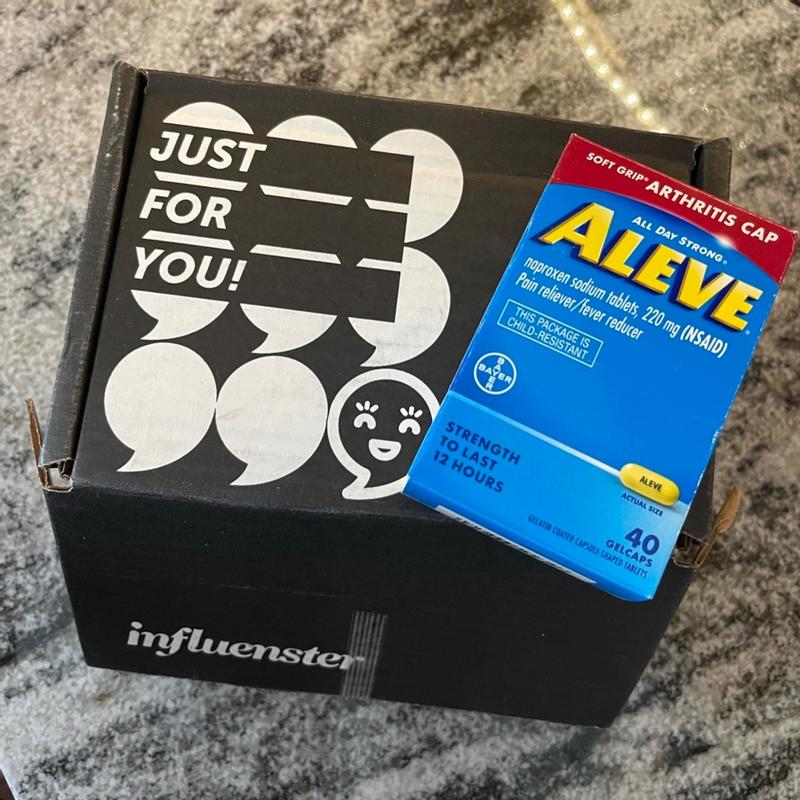 JUST
FOR
YOU!
influenster
SOFT GRIP® ARTHRITIS CAP
ALL DAY STRONG®
ALEVE®
naproxen sodium tablets, 220 mg (NSAID)
Pain reliever/fever reducer
THIS PACKAGE IS
CHILD-RESISTANT
BAYER
BAYER
STRENGTH
TO LAST
12 HOURS
ALEVE
ACTUAL SIZE
40
GELCAPS
GELATIN COATED CAPSULE-SHAPED TABLETS